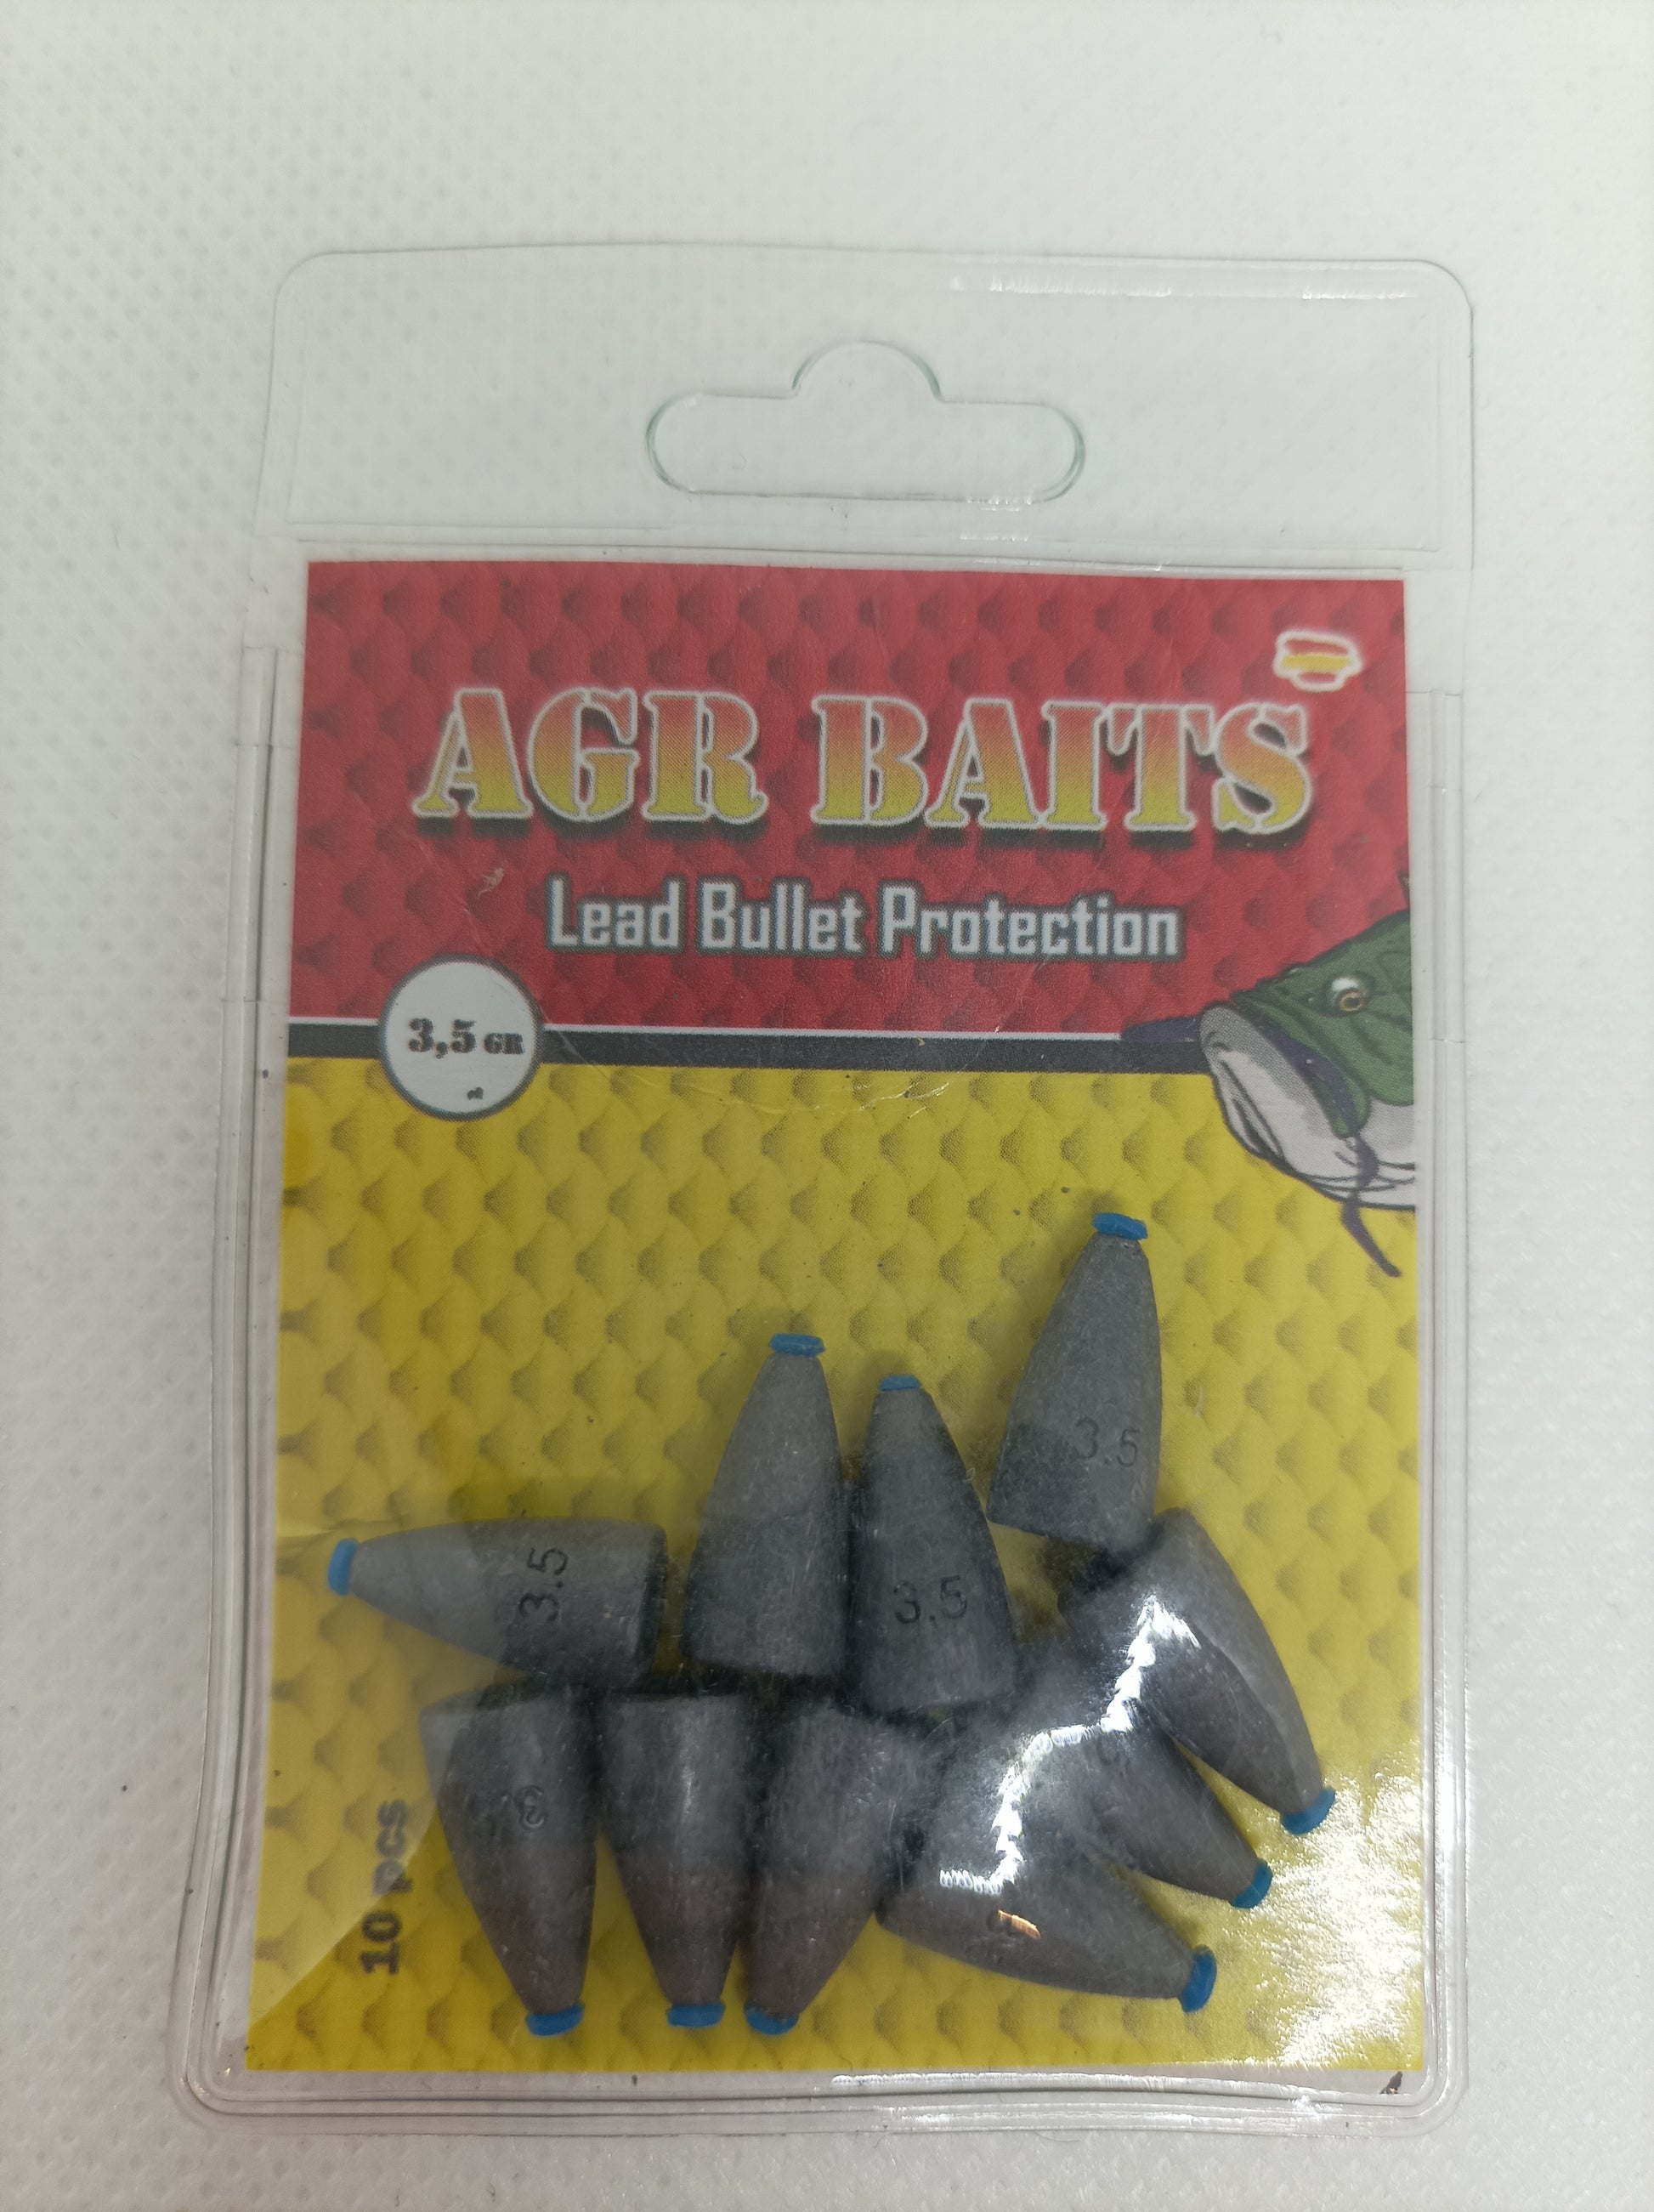 AGR BAITS
Lead Bullet Protection
3,5 GR
3.5
3.5
3.5
10 pcs